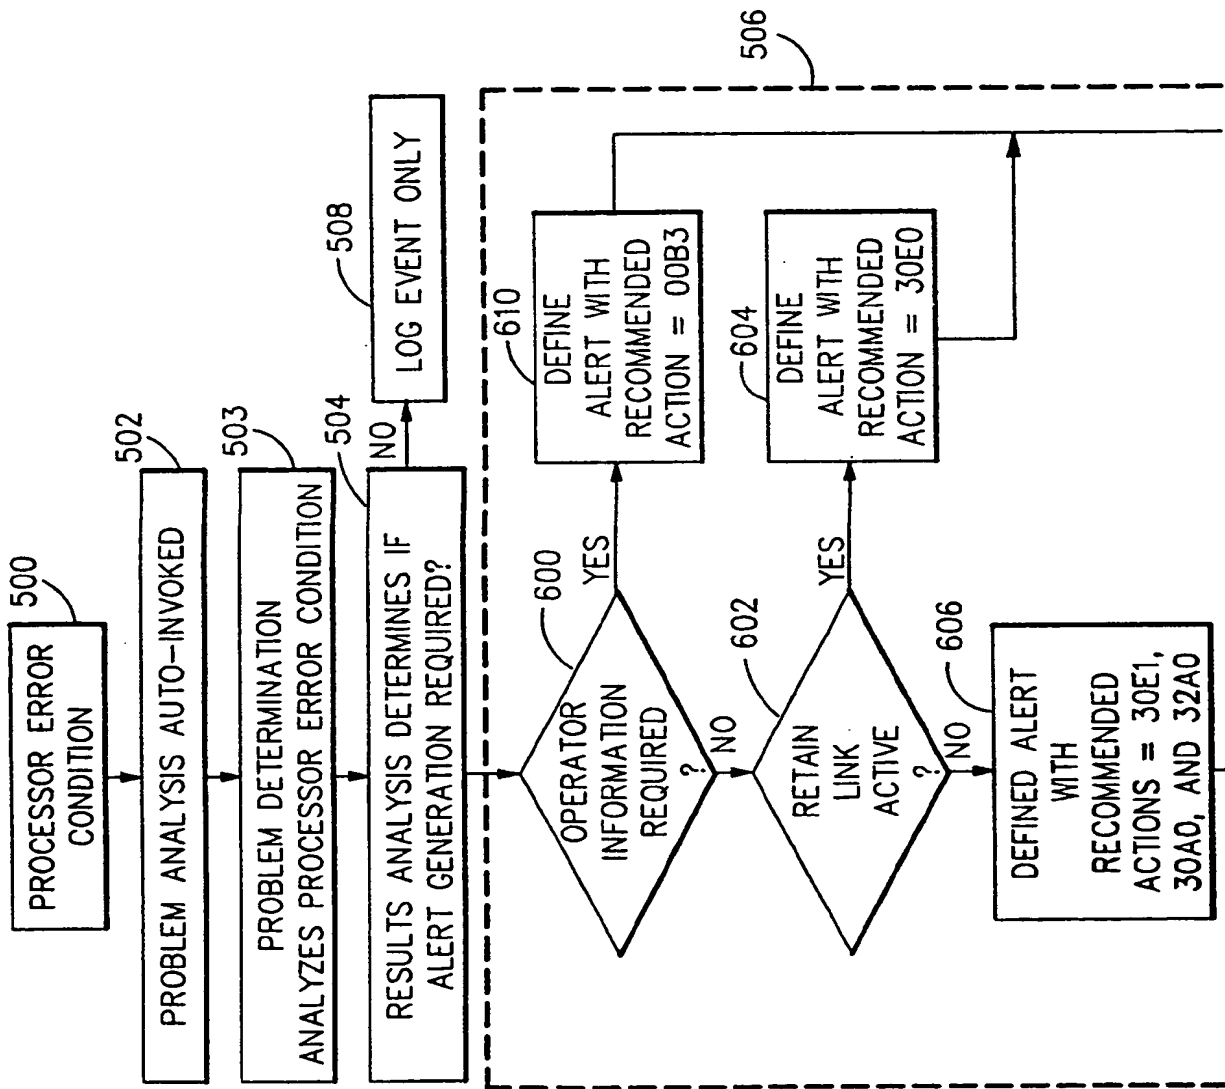 500
PROCESSOR ERROR
CONDITION
502
PROBLEM ANALYSIS AUTO-INVOKED
503
PROBLEM DETERMINATION
ANALYZES PROCESSOR ERROR CONDITION
504
RESULTS ANALYSIS DETERMINES IF
ALERT GENERATION REQUIRED?
NO
508
LOG EVENT ONLY
506
600
OPERATOR
INFORMATION
REQUIRED
?
YES
NO
610
DEFINE
ALERT WITH
RECOMMENDED
ACTION = 00B3
602
RETAIN
LINK
ACTIVE
?
YES
NO
604
DEFINE
ALERT WITH
RECOMMENDED
ACTION = 30E0
606
DEFINED ALERT
WITH
RECOMMENDED
ACTIONS = 30E1,
30A0, AND 32A0